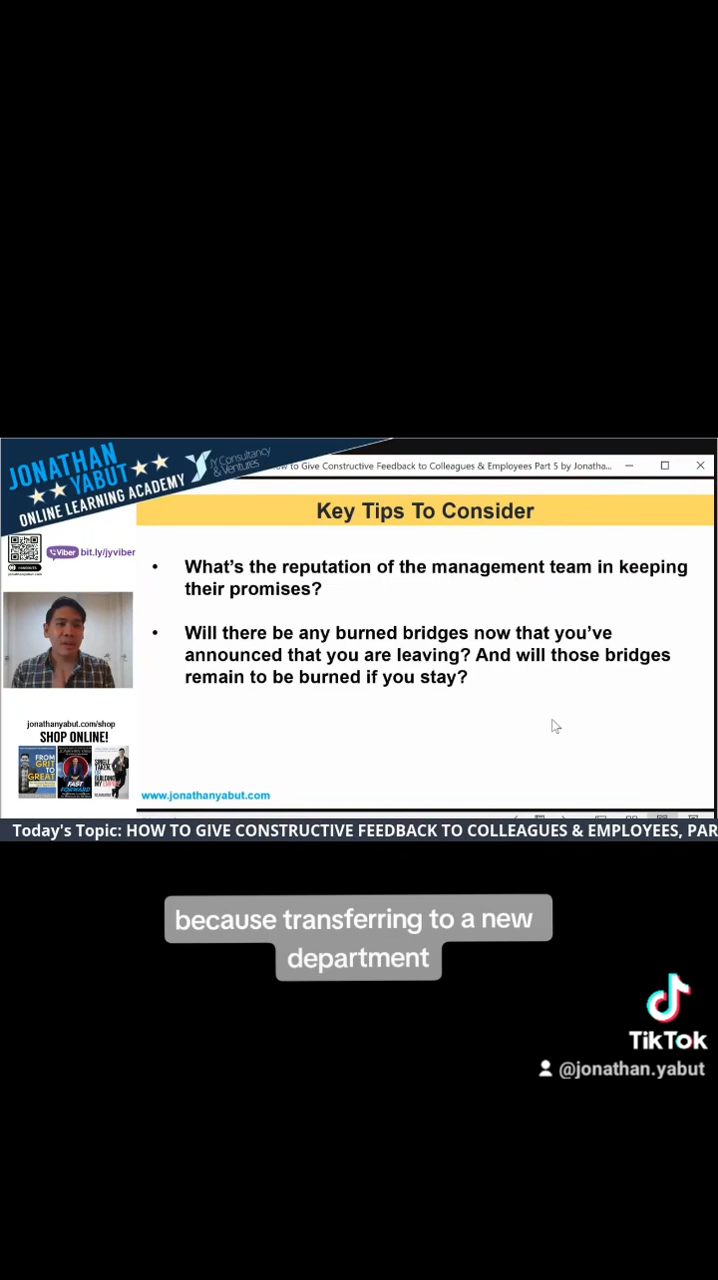 JONATHAN
YABUT
ONLINE LEARNING ACADEMY
JY Consultancy
& Ventures
to Give Constructive Feedback to Colleagues & Employees Part 5 by Jonatha...
Key Tips To Consider
Viber bit.ly/jyviber
jonathanyabut.com
• What's the reputation of the management team in keeping
their promises?
• Will there be any burned bridges now that you've
announced that you are leaving? And will those bridges
remain to be burned if you stay?
jonathanyabut.com/shop
SHOP ONLINE!
FROM
GRIT
TO
GREAT
FAST
FORWARD
www.jonathanyabut.com
Today's Topic: HOW TO GIVE CONSTRUCTIVE FEEDBACK TO COLLEAGUES & EMPLOYEES, PAR
because transferring to a new
department
TikTok
@jonathan.yabut